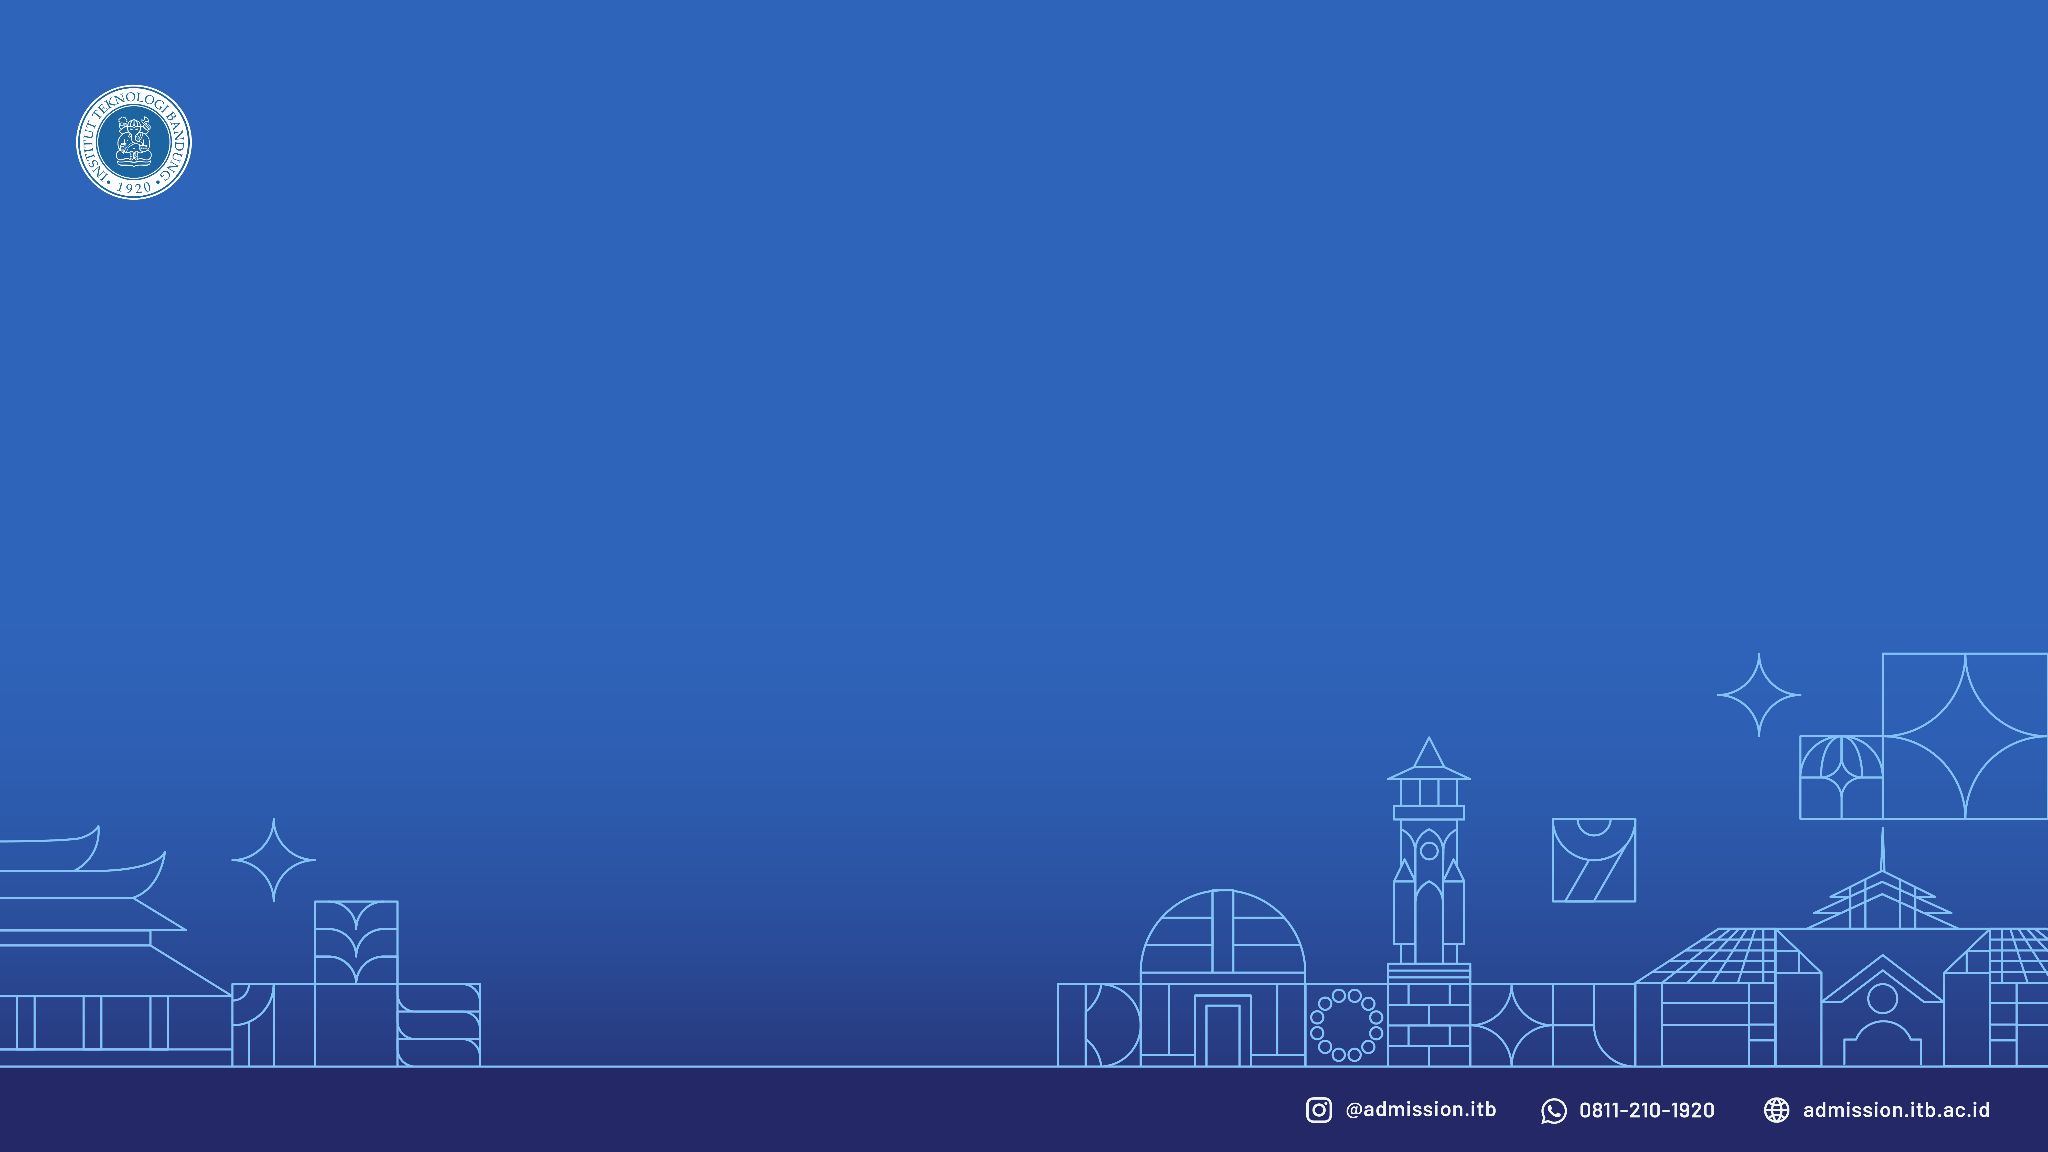 INSTITUT TEKNOLOGI BANDUNG
• 1920 •
@admission.itb
0811-210-1920
admission.itb.ac.id